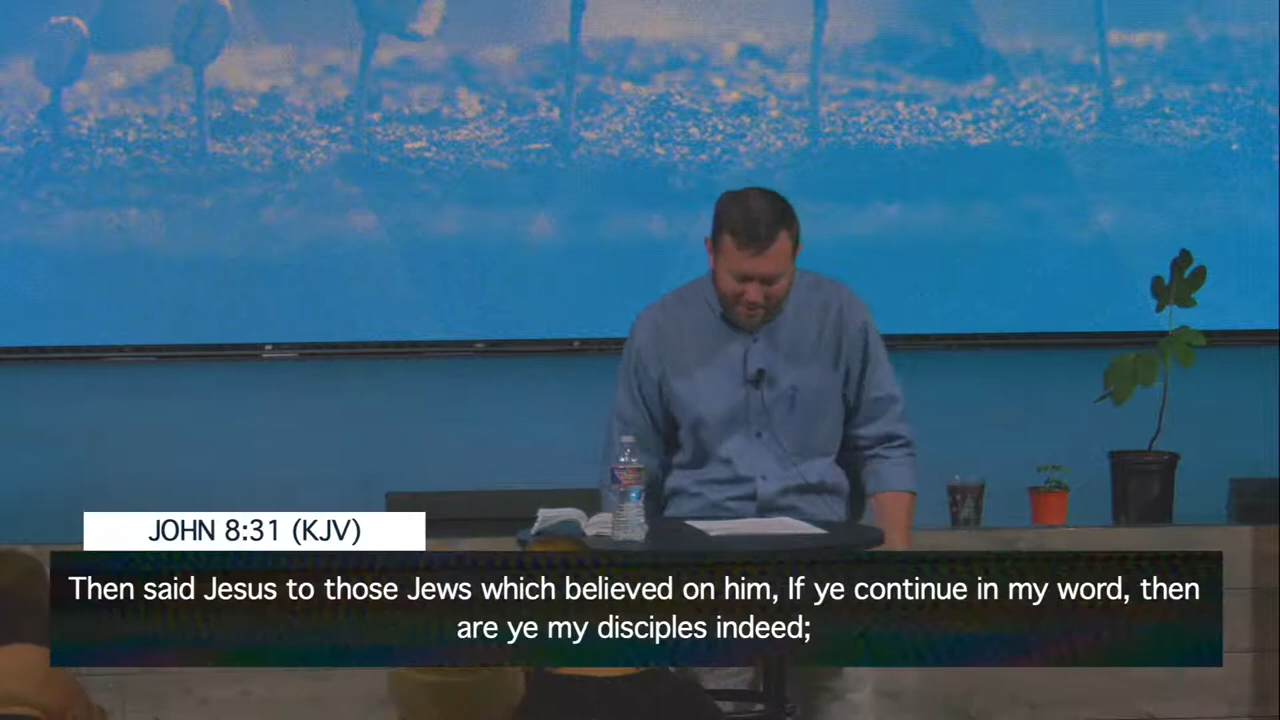 JOHN 8:31 (KJV)
Then said Jesus to those Jews which believed on him, If ye continue in my word, then
are ye my disciples indeed;